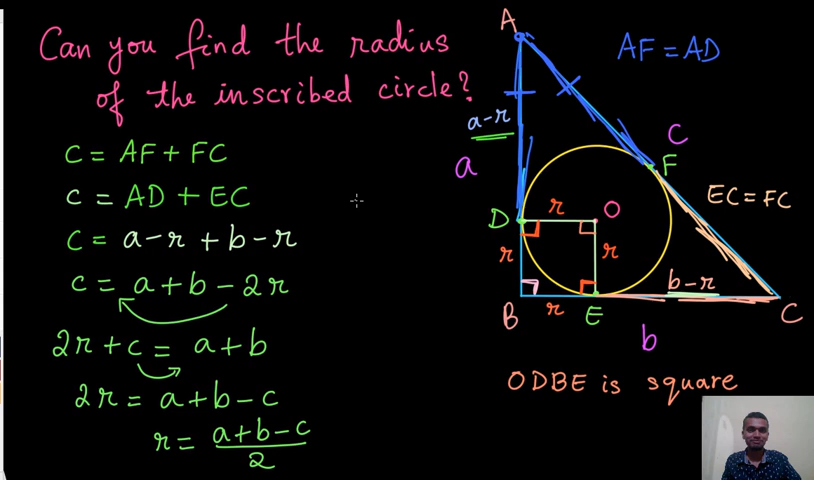 Can you find the radius
of the inscribed circle?
C = AF + FC
C = AD + EC
C = a-r + b-r
C = a+b-2r
2r + c = a+b
2r = a+b-c
r = a+b-c
2
A
AF = AD
a-r
a
C
F
EC = FC
D
r
O
r
r
b-r
B
r
E
C
b
ODBE is square